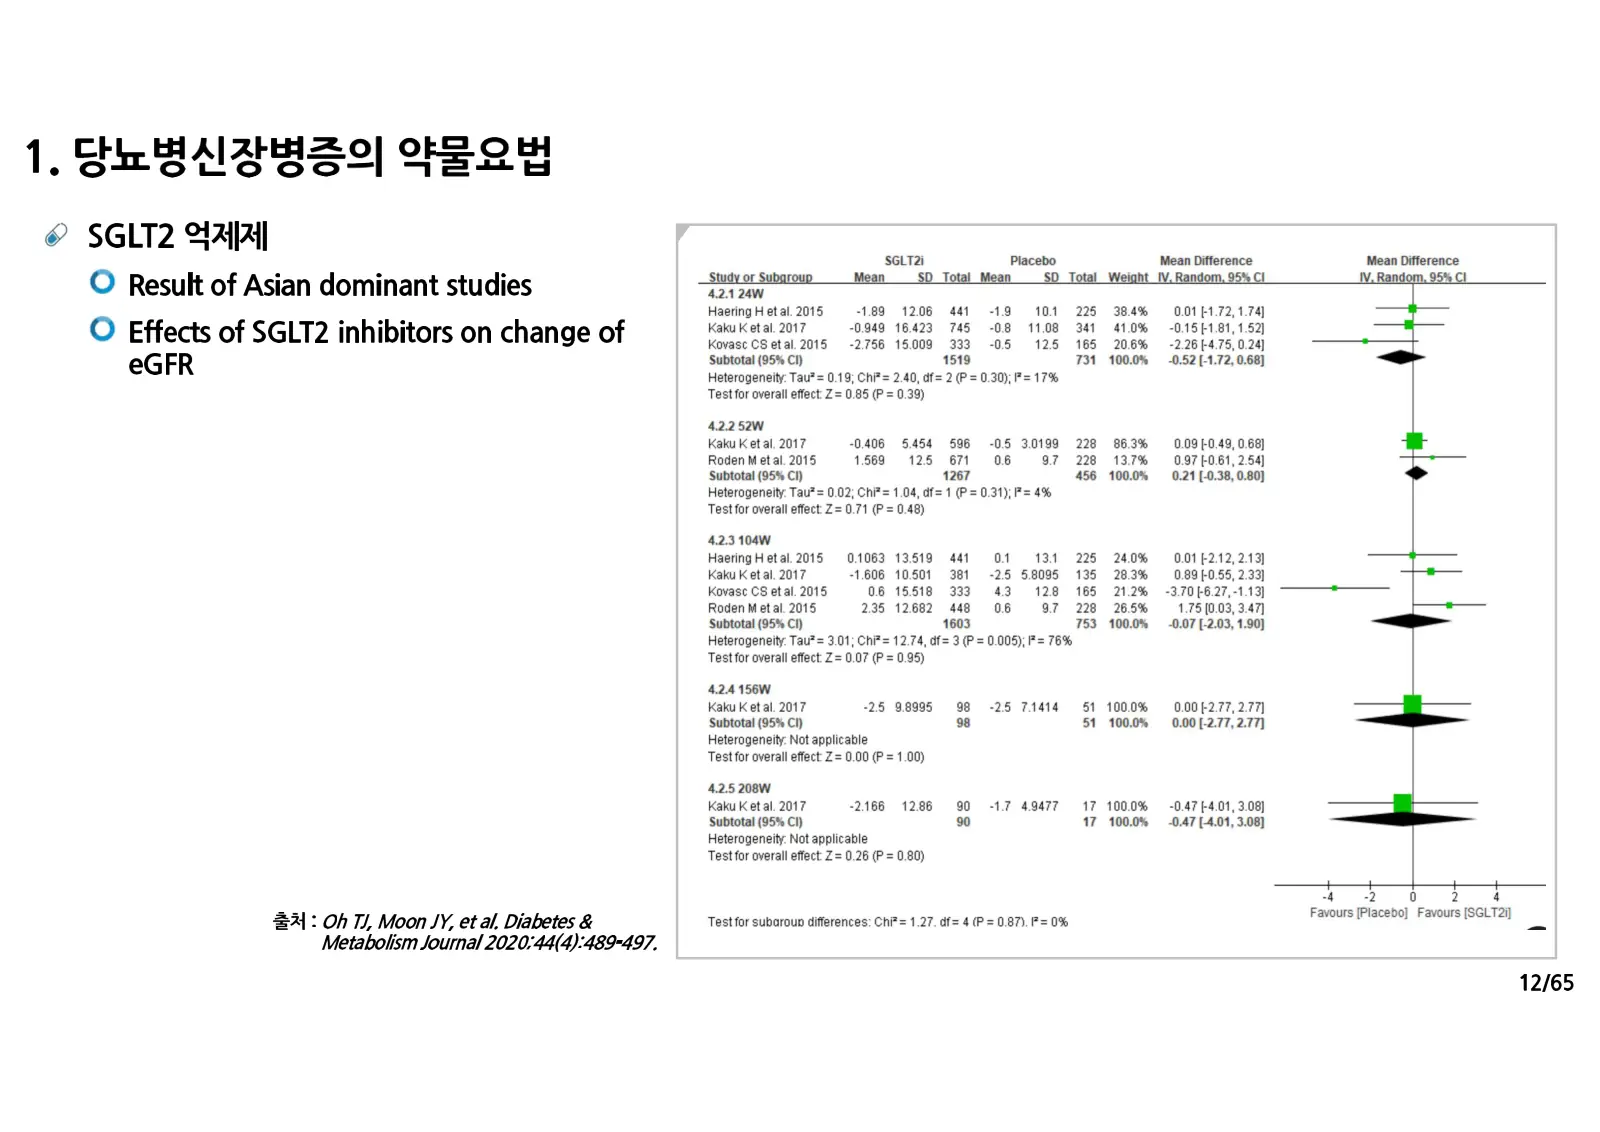 1. 당뇨병신장병증의 약물요법
SGLT2 억제제
Result of Asian dominant studies
Effects of SGLT2 inhibitors on change of
eGFR
출처 : Oh TJ, Moon JY, et al. Diabetes &
Metabolism Journal 2020;44(4):489-497.
SGLT2i Placebo Mean Difference Mean Difference
Study or Subgroup Mean SD Total Mean SD Total Weight IV, Random, 95% CI IV, Random, 95% CI
4.2.1 24W
Haering H et al. 2015 -1.89 12.06 441 -1.9 10.1 225 38.4% 0.01 [-1.72, 1.74]
Kaku K et al. 2017 -0.949 16.423 745 -0.8 11.08 341 41.0% -0.15 [-1.81, 1.52]
Kovasc CS et al. 2015 -2.756 15.009 333 -0.5 12.5 165 20.6% -2.26 [-4.75, 0.24]
Subtotal (95% CI) 1519 731 100.0% -0.52 [-1.72, 0.68]
Heterogeneity: Tau² = 0.19; Chi² = 2.40, df = 2 (P = 0.30); I² = 17%
Test for overall effect: Z = 0.85 (P = 0.39)
4.2.2 52W
Kaku K et al. 2017 -0.406 5.454 596 -0.5 3.0199 228 86.3% 0.09 [-0.49, 0.68]
Roden M et al. 2015 1.569 12.5 671 0.6 9.7 228 13.7% 0.97 [-0.61, 2.54]
Subtotal (95% CI) 1267 456 100.0% 0.21 [-0.38, 0.80]
Heterogeneity: Tau² = 0.02; Chi² = 1.04, df = 1 (P = 0.31); I² = 4%
Test for overall effect: Z = 0.71 (P = 0.48)
4.2.3 104W
Haering H et al. 2015 0.1063 13.519 441 0.1 13.1 225 24.0% 0.01 [-2.12, 2.13]
Kaku K et al. 2017 -1.606 10.501 381 -2.5 5.8095 135 28.3% 0.89 [-0.55, 2.33]
Kovasc CS et al. 2015 0.6 15.518 333 4.3 12.8 165 21.2% -3.70 [-6.27, -1.13]
Roden M et al. 2015 2.35 12.682 448 0.6 9.7 228 26.5% 1.75 [0.03, 3.47]
Subtotal (95% CI) 1603 753 100.0% -0.07 [-2.03, 1.90]
Heterogeneity: Tau² = 3.01; Chi² = 12.74, df = 3 (P = 0.005); I² = 76%
Test for overall effect: Z = 0.07 (P = 0.95)
4.2.4 156W
Kaku K et al. 2017 -2.5 9.8995 98 -2.5 7.1414 51 100.0% 0.00 [-2.77, 2.77]
Subtotal (95% CI) 98 51 100.0% 0.00 [-2.77, 2.77]
Heterogeneity: Not applicable
Test for overall effect: Z = 0.00 (P = 1.00)
4.2.5 208W
Kaku K et al. 2017 -2.166 12.86 90 -1.7 4.9477 17 100.0% -0.47 [-4.01, 3.08]
Subtotal (95% CI) 90 17 100.0% -0.47 [-4.01, 3.08]
Heterogeneity: Not applicable
Test for overall effect: Z = 0.26 (P = 0.80)
-4 -2 0 2 4
Favours [Placebo] Favours [SGLT2i]
Test for subgroup differences: Chi² = 1.27, df = 4 (P = 0.87), I² = 0%
12/65